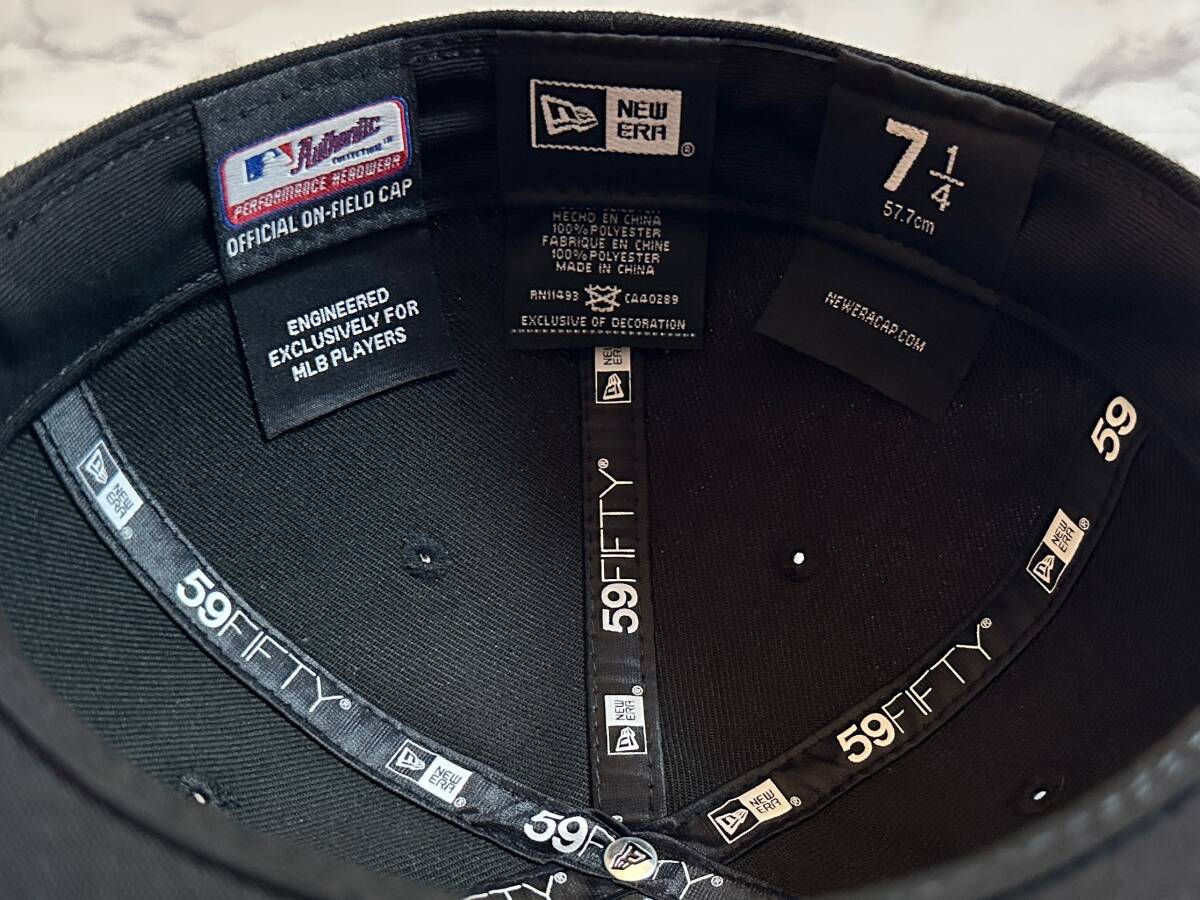 Authentic
COLLECTION™
PERFORMANCE HEADWEAR
OFFICIAL ON-FIELD CAP
ENGINEERED
EXCLUSIVELY FOR
MLB PLAYERS
NEW
ERA®
HECHO EN CHINA
100% POLYESTER
FABRIQUE EN CHINE
100% POLYESTER
MADE IN CHINA
RN11493 CA40289
EXCLUSIVE OF DECORATION
7 1/4
57.7cm
NEWERACAP.COM
NEW
ERA®
59FIFTY®
NEW
ERA®
59FIFTY®
NEW
ERA
59FIFTY®
NEW
ERA®
59
NEW
ERA®
59FIFTY®
NEW
ERA®
59FIFTY®